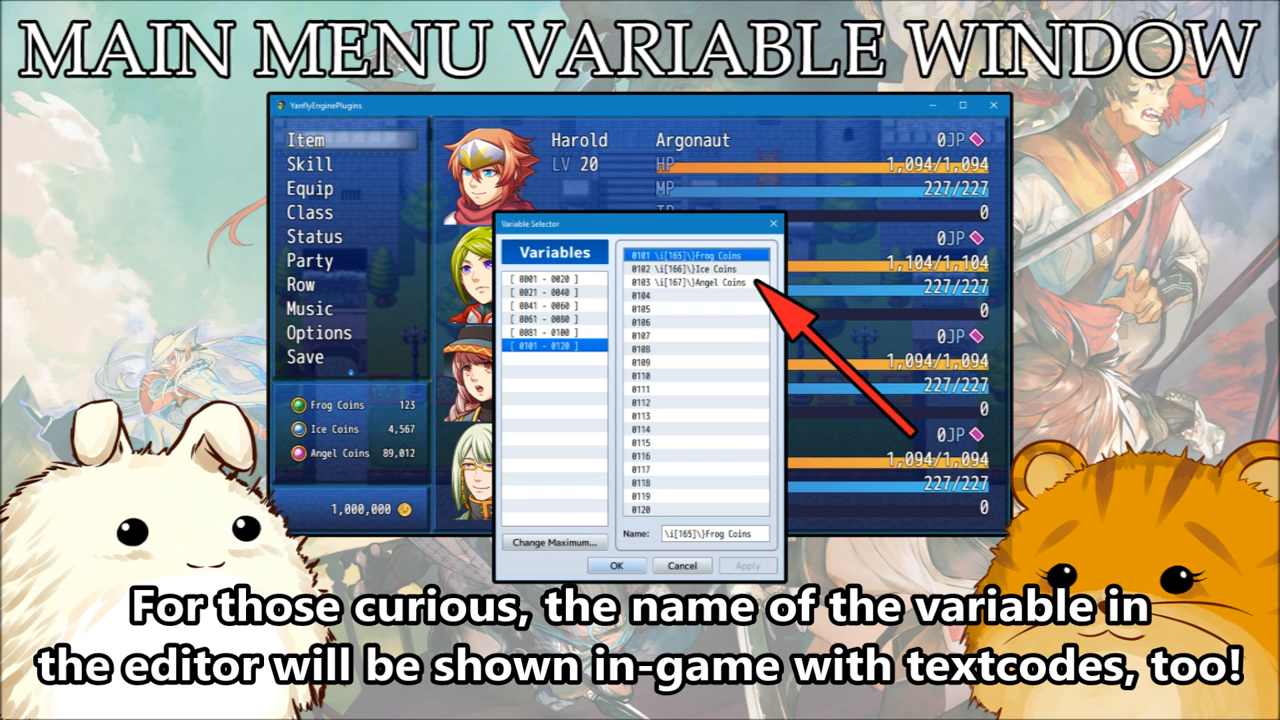 MAIN MENU VARIABLE WINDOW
YanflyEnginePlugins
Item
Skill
Equip
Class
Status
Party
Row
Music
Options
Save
Frog Coins 123
Ice Coins 4,567
Angel Coins 89,012
1,000,000
Harold Argonaut 0JP
LV 20 HP 1,094/1,094
MP 227/227
TP 0
0JP
1,104/1,104
227/227
0
0JP
1,094/1,094
227/227
0
0JP
1,094/1,094
227/227
0
Variable Selector
Variables
[ 0001 - 0020 ]
[ 0021 - 0040 ]
[ 0041 - 0060 ]
[ 0061 - 0080 ]
[ 0081 - 0100 ]
[ 0101 - 0120 ]
Change Maximum...
0101 \i[165]\}Frog Coins
0102 \i[166]\}Ice Coins
0103 \i[167]\}Angel Coins
0104
0105
0106
0107
0108
0109
0110
0111
0112
0113
0114
0115
0116
0117
0118
0119
0120
Name: \i[165]\}Frog Coins
OK Cancel Apply
For those curious, the name of the variable in
the editor will be shown in-game with textcodes, too!